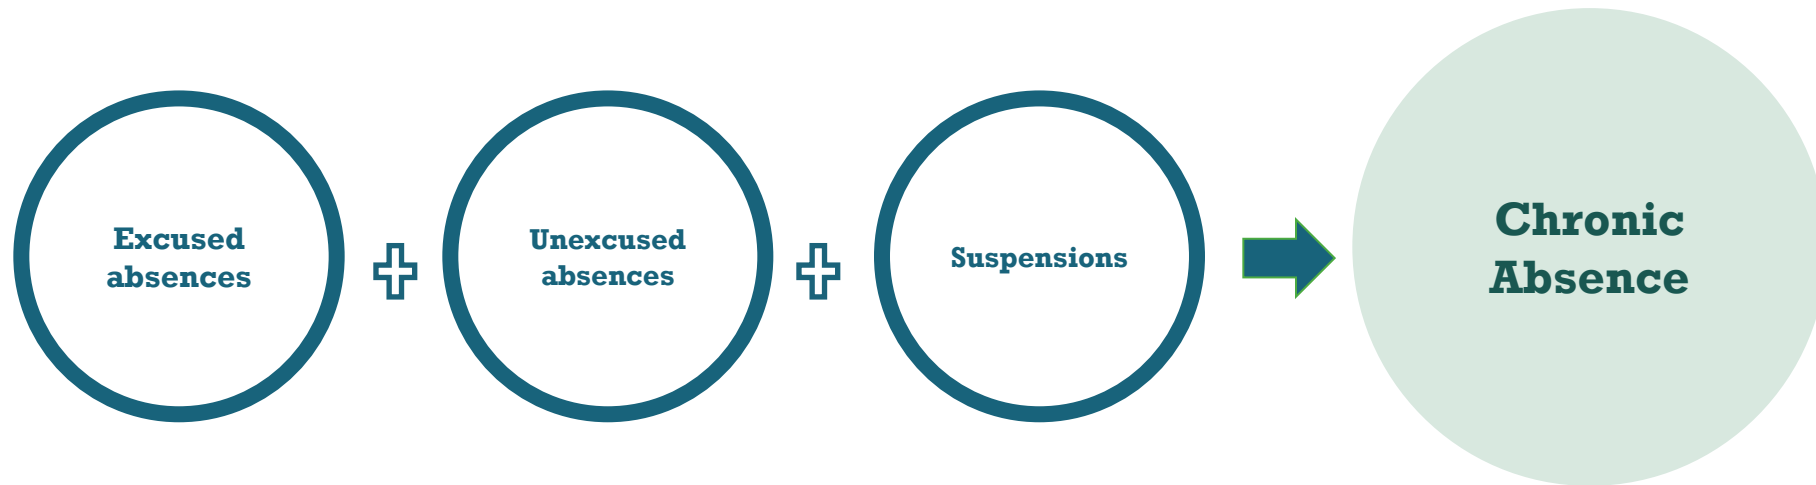 Excused
absences
Unexcused
absences
Suspensions
Chronic
Absence